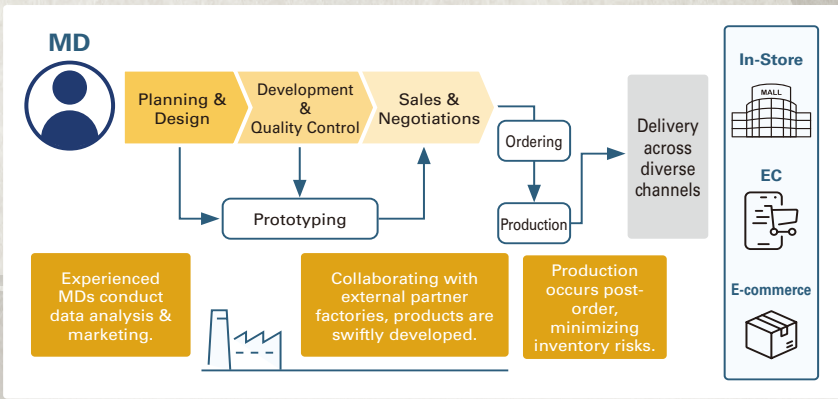 MD
Planning &
Design
Development
&
Quality Control
Sales &
Negotiations
Prototyping
Ordering
Production
Delivery
across
diverse
channels
In-Store
MALL
EC
E-commerce
Experienced
MDs conduct
data analysis &
marketing.
Collaborating with
external partner
factories, products are
swiftly developed.
Production
occurs post-
order,
minimizing
inventory risks.